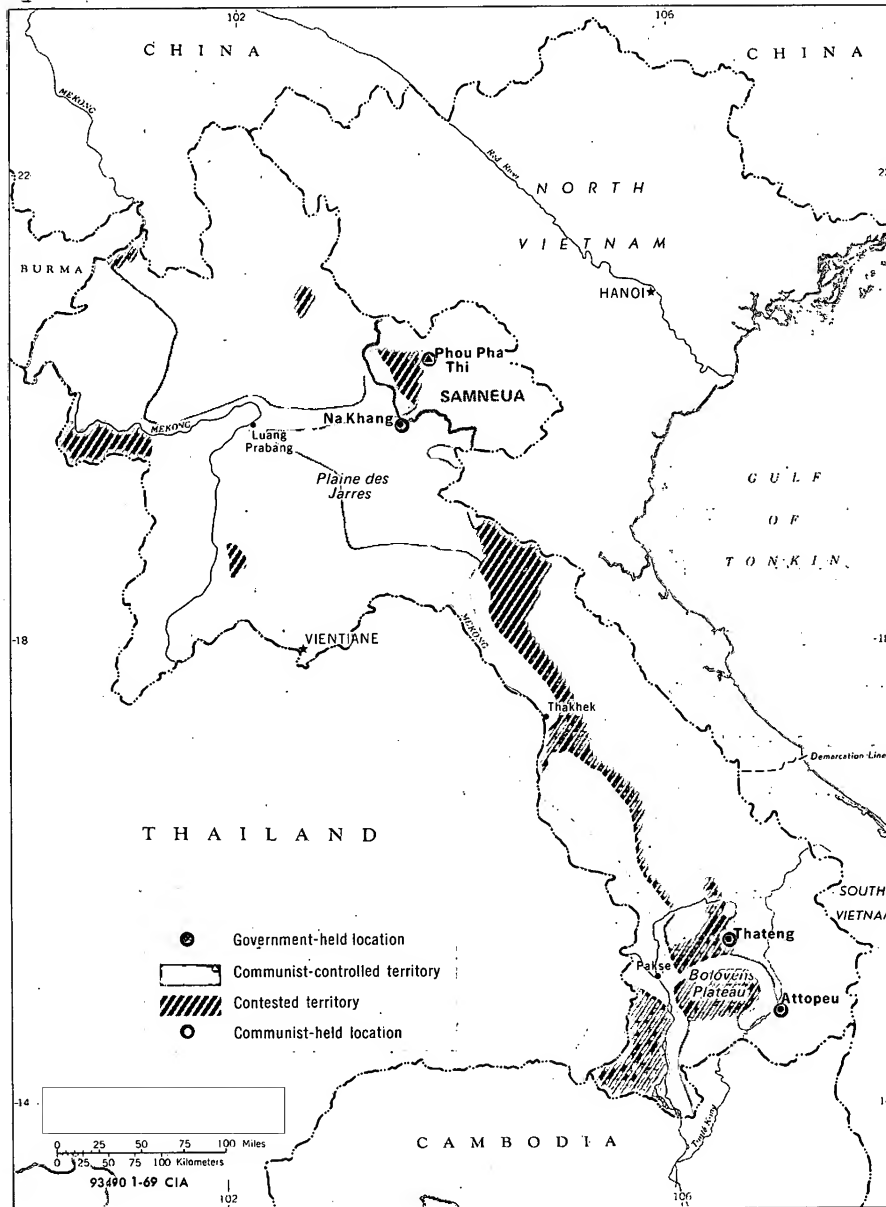 102
106
CHINA
CHINA
MEKONG
Red River
22
NORTH
VIETNAM
BURMA
HANOI
Phou Pha
Thi
SAMNEUA
Na Khang
MEKONG
Luang
Prabang
Plaine des
Jarres
GULF
OF
TONKIN
18
MEKONG
VIENTIANE
Thakhek
Demarcation Line
THAILAND
SOUTH
VIETNA
Thateng
Pakse
Bolovens
Plateau
Attopeu
Government-held location
Communist-controlled territory
Contested territory
Communist-held location
14
0 25 50 75 100 Miles
0 25 50 75 100 Kilometers
CAMBODIA
93490 1-69 CIA
102
106